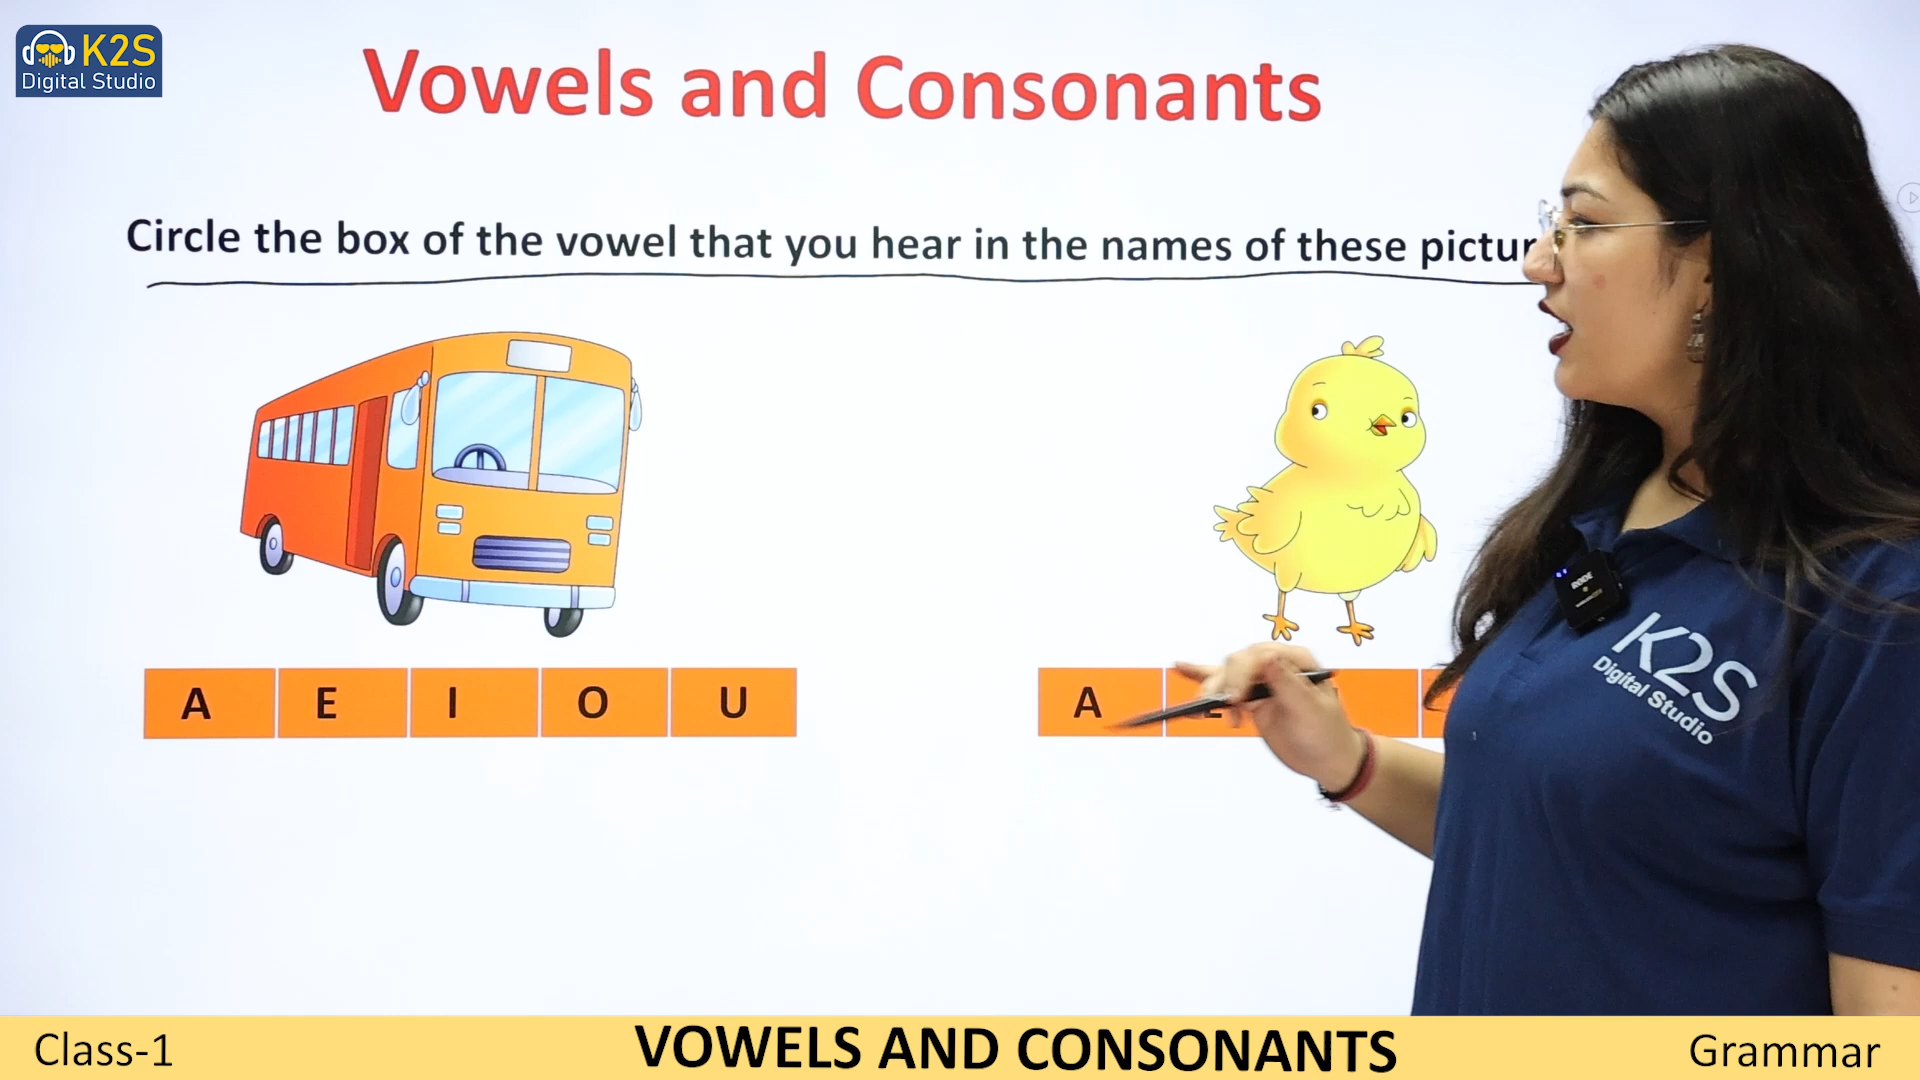 K2S
Digital Studio
Vowels and Consonants
Circle the box of the vowel that you hear in the names of these pictur
A E I O U
A E
RODE
K2S
Digital Studio
Class-1
VOWELS AND CONSONANTS
Grammar